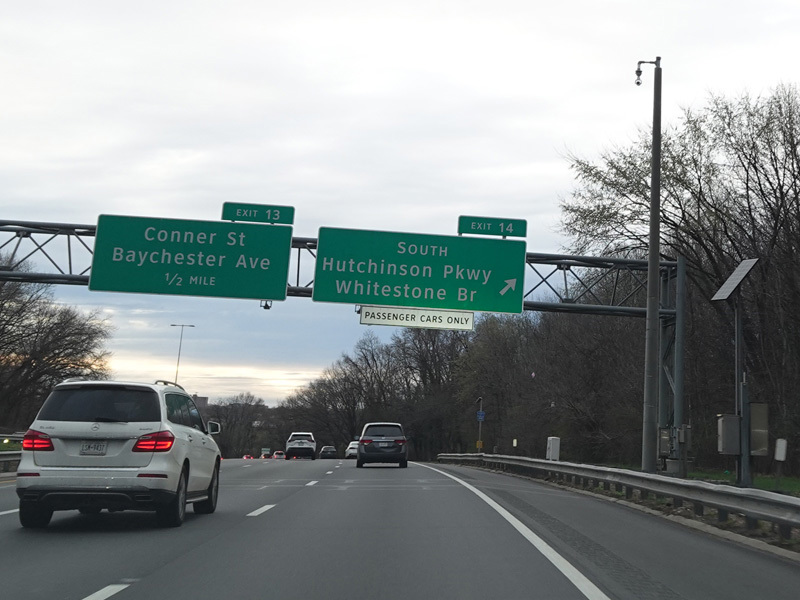 EXIT 13
Conner St
Baychester Ave
1/2 MILE
EXIT 14
SOUTH
Hutchinson Pkwy
Whitestone Br
PASSENGER CARS ONLY